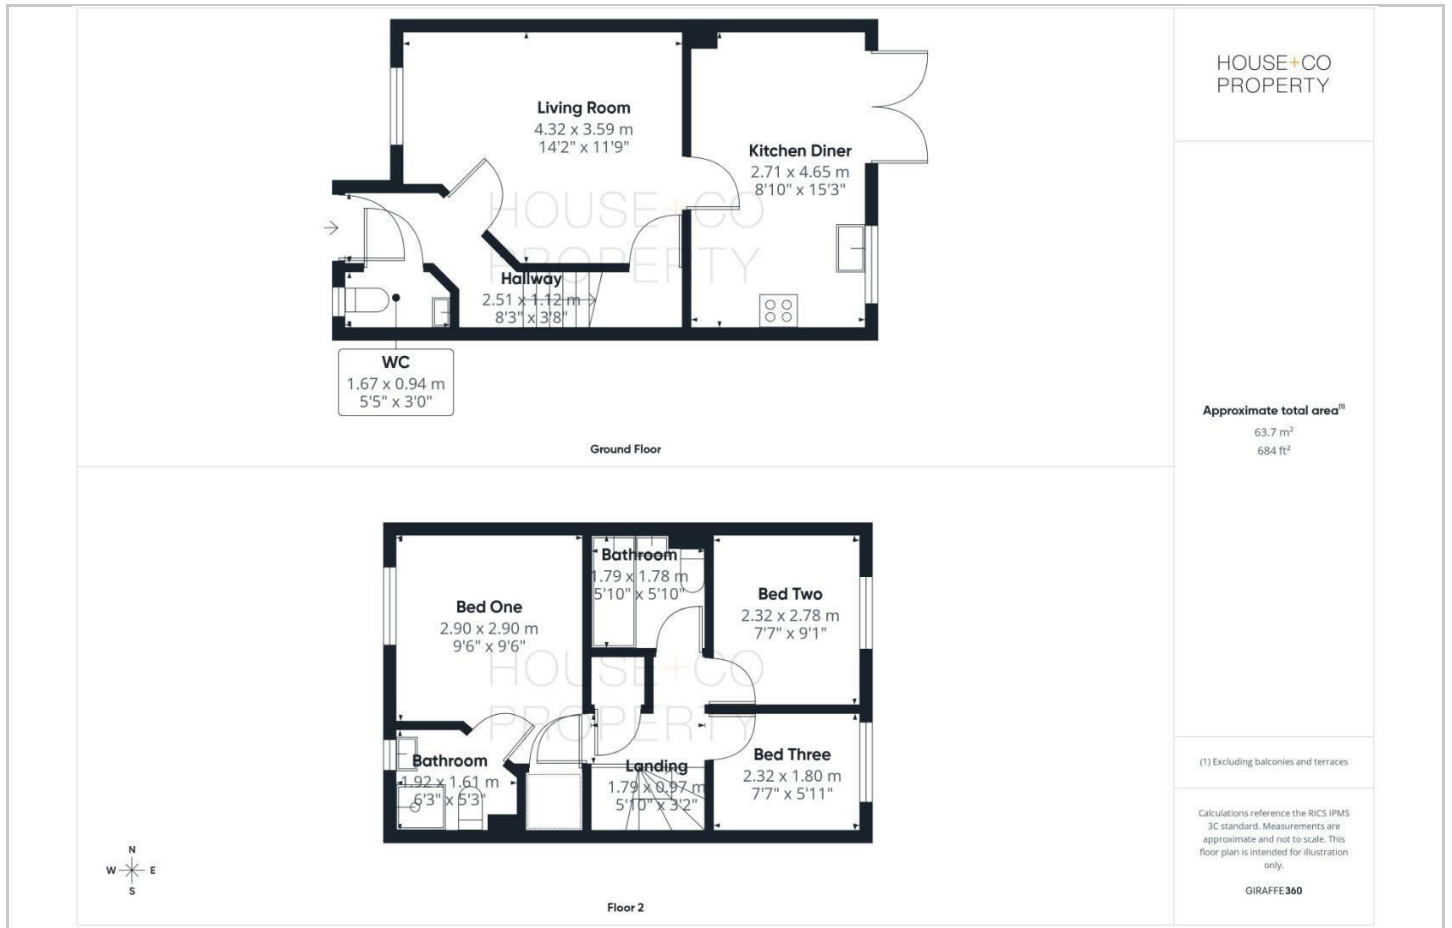 HOUSE+CO
PROPERTY
Living Room
4.32 x 3.59 m
14'2" x 11'9"
Kitchen Diner
2.71 x 4.65 m
8'10" x 15'3"
HOUSE+CO
PROPERTY
Hallway
2.51 x 1.12 m
8'3" x 3'8"
WC
1.67 x 0.94 m
5'5" x 3'0"
Ground Floor
Approximate total area(1)
63.7 m²
684 ft²
Bathroom
1.79 x 1.78 m
5'10" x 5'10"
Bed One
2.90 x 2.90 m
9'6" x 9'6"
Bed Two
2.32 x 2.78 m
7'7" x 9'1"
HOUSE+CO
PROPERTY
Bathroom
1.92 x 1.61 m
6'3" x 5'3"
Landing
1.79 x 0.97 m
5'10" x 3'2"
Bed Three
2.32 x 1.80 m
7'7" x 5'11"
N
W E
S
Floor 2
(1) Excluding balconies and terraces
Calculations reference the RICS IPMS
3C standard. Measurements are
approximate and not to scale. This
floor plan is intended for illustration
only.
GIRAFFE360